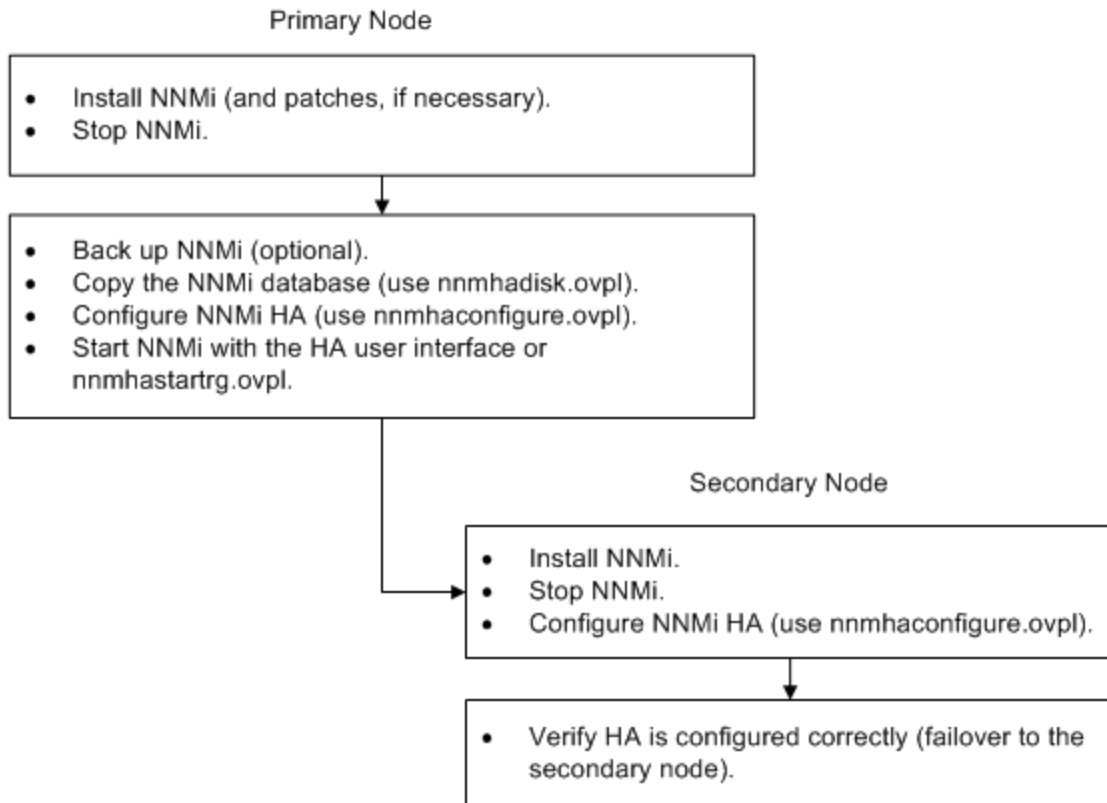 Primary Node
• Install NNMi (and patches, if necessary).
• Stop NNMi.
• Back up NNMi (optional).
• Copy the NNMi database (use nnmhadisk.ovpl).
• Configure NNMi HA (use nnmhaconfigure.ovpl).
• Start NNMi with the HA user interface or
nnmhastartrg.ovpl.
Secondary Node
• Install NNMi.
• Stop NNMi.
• Configure NNMi HA (use nnmhaconfigure.ovpl).
• Verify HA is configured correctly (failover to the
secondary node).